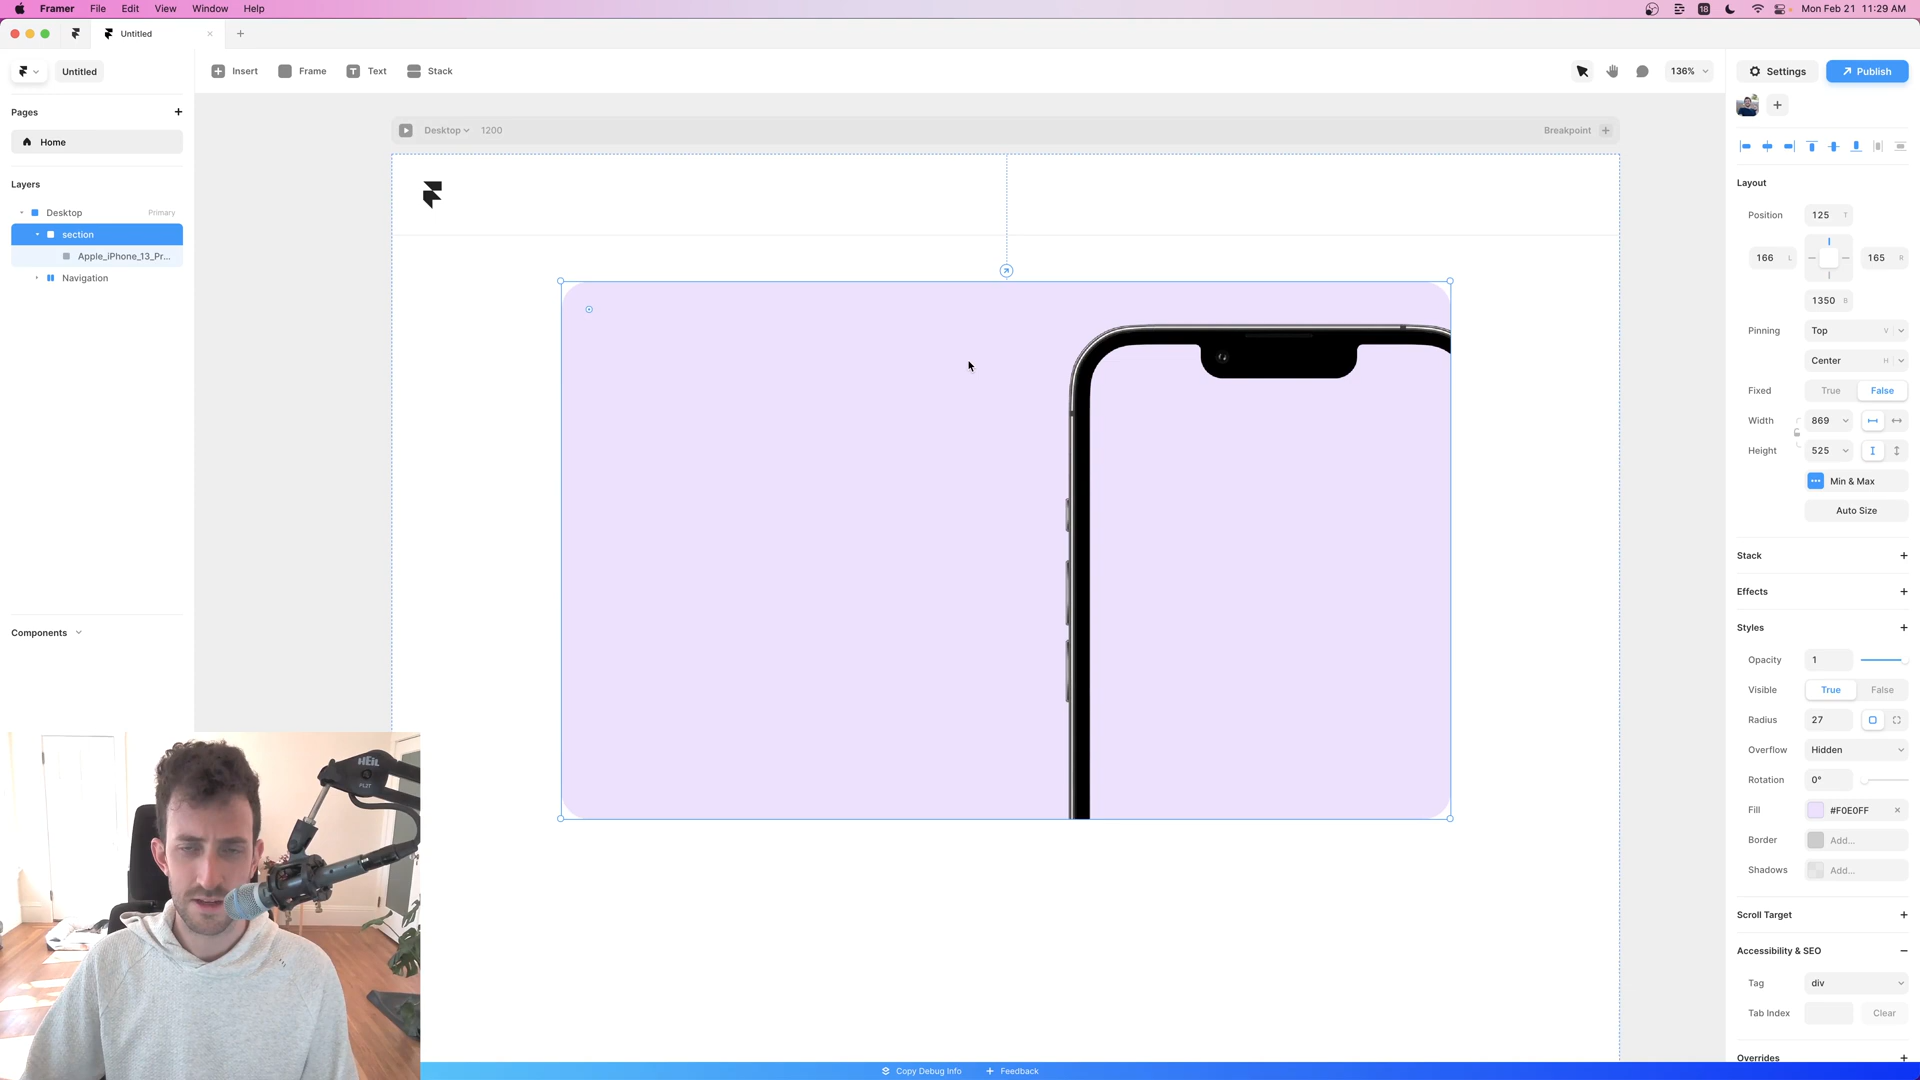 Framer File Edit View Window Help
18 Mon Feb 21 11:29 AM
Untitled
Untitled
Insert Frame Text Stack
136%
Settings
Publish
Pages
Home
Layers
Desktop Primary
section
Apple_iPhone_13_Pr...
Navigation
Components
Desktop 1200
Breakpoint
Layout
Position 125 T
166 L
165 R
1350 B
Pinning Top V
Center H
Fixed True False
Width 869
Height 525
Min & Max
Auto Size
Stack
Effects
Styles
Opacity 1
Visible True False
Radius 27
Overflow Hidden
Rotation 0°
Fill #F0E0FF
Border Add...
Shadows Add...
Scroll Target
Accessibility & SEO
Tag div
Tab Index Clear
Overrides
HEIL
Copy Debug Info Feedback